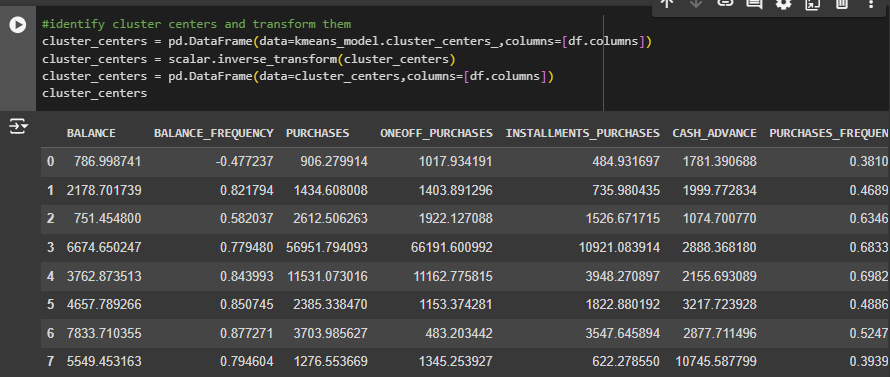 #identify cluster centers and transform them
cluster_centers = pd.DataFrame(data=kmeans_model.cluster_centers_,columns=[df.columns])
cluster_centers = scalar.inverse_transform(cluster_centers)
cluster_centers = pd.DataFrame(data=cluster_centers,columns=[df.columns])
cluster_centers
BALANCE BALANCE_FREQUENCY PURCHASES ONEOFF_PURCHASES INSTALLMENTS_PURCHASES CASH_ADVANCE PURCHASES_FREQUEN
0 786.998741 -0.477237 906.279914 1017.934191 484.931697 1781.390688 0.3810
1 2178.701739 0.821794 1434.608008 1403.891296 735.980435 1999.772834 0.4689
2 751.454800 0.582037 2612.506263 1922.127088 1526.671715 1074.700770 0.6346
3 6674.650247 0.779480 56951.794093 66191.600992 10921.083914 2888.368180 0.6833
4 3762.873513 0.843993 11531.073016 11162.775815 3948.270897 2155.693089 0.6982
5 4657.789266 0.850745 2385.338470 1153.374281 1822.880192 3217.723928 0.4886
6 7833.710355 0.877271 3703.985627 483.203442 3547.645894 2877.711496 0.5247
7 5549.453163 0.794604 1276.553669 1345.253927 622.278550 10745.587799 0.3939